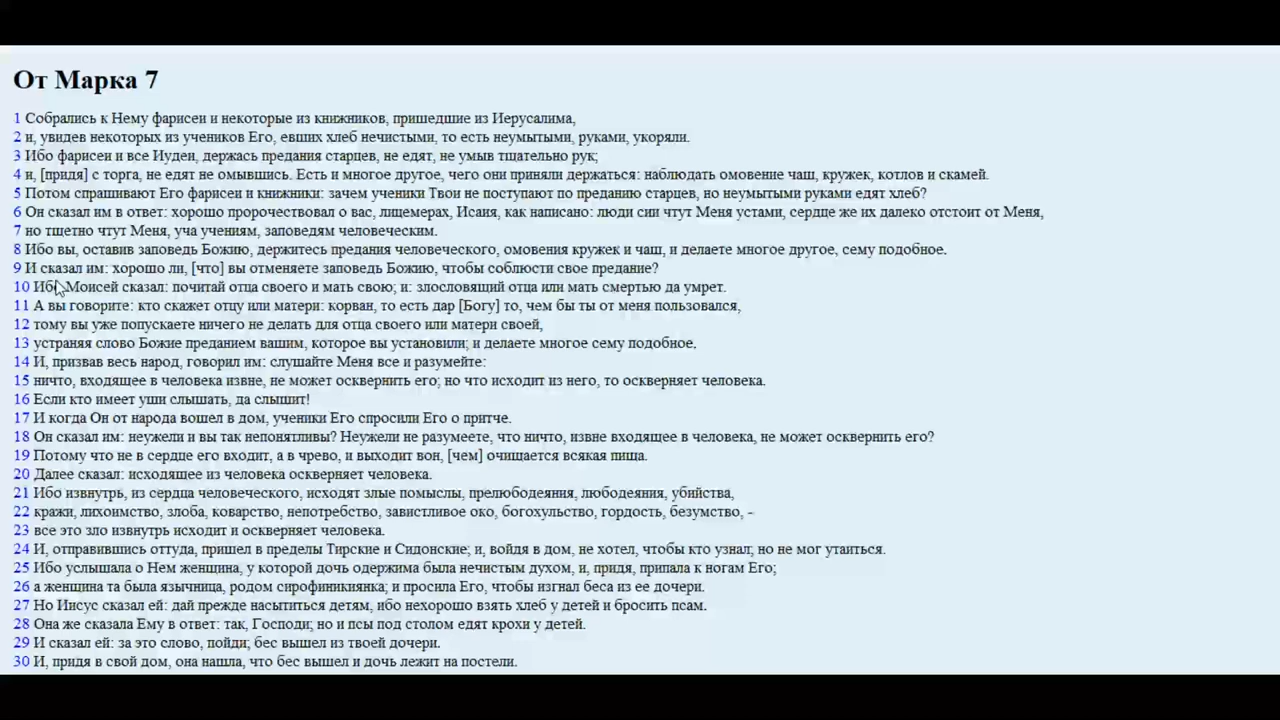 От Марка 7
1 Собрались к Нему фарисеи и некоторые из книжников, пришедшие из Иерусалима,
2 и, увидев некоторых из учеников Его, евших хлеб нечистыми, то есть неумытыми, руками, укоряли.
3 Ибо фарисеи и все Иудеи, держась предания старцев, не едят, не умыв тщательно рук;
4 и, [придя] с торга, не едят не омывшись. Есть и многое другое, чего они приняли держаться: наблюдать омовение чаш, кружек, котлов и скамей.
5 Потом спрашивают Его фарисеи и книжники: зачем ученики Твои не поступают по преданию старцев, но неумытыми руками едят хлеб?
6 Он сказал им в ответ: хорошо пророчествовал о вас, лицемерах, Исаия, как написано: люди сии чтут Меня устами, сердце же их далеко отстоит от Меня,
7 но тщетно чтут Меня, уча учениям, заповедям человеческим.
8 Ибо вы, оставив заповедь Божию, держитесь предания человеческого, омовения кружек и чаш, и делаете многое другое, сему подобное.
9 И сказал им: хорошо ли, [что] вы отменяете заповедь Божию, чтобы соблюсти свое предание?
10 Ибо Моисей сказал: почитай отца своего и мать свою; и: злословящий отца или мать смертью да умрет.
11 А вы говорите: кто скажет отцу или матери: корван, то есть дар [Богу] то, чем бы ты от меня пользовался,
12 тому вы уже попускаете ничего не делать для отца своего или матери своей,
13 устраняя слово Божие преданием вашим, которое вы установили; и делаете многое сему подобное.
14 И, призвав весь народ, говорил им: слушайте Меня все и разумейте:
15 ничто, входящее в человека извне, не может осквернить его; но что исходит из него, то оскверняет человека.
16 Если кто имеет уши слышать, да слышит!
17 И когда Он от народа вошел в дом, ученики Его спросили Его о притче.
18 Он сказал им: неужели и вы так непонятливы? Неужели не разумеете, что ничто, извне входящее в человека, не может осквернить его?
19 Потому что не в сердце его входит, а в чрево, и выходит вон, [чем] очищается всякая пища.
20 Далее сказал: исходящее из человека оскверняет человека.
21 Ибо извнутрь, из сердца человеческого, исходят злые помыслы, прелюбодеяния, любодеяния, убийства,
22 кражи, лихоимство, злоба, коварство, непотребство, завистливое око, богохульство, гордость, безумство, -
23 все это зло извнутрь исходит и оскверняет человека.
24 И, отправившись оттуда, пришел в пределы Тирские и Сидонские; и, войдя в дом, не хотел, чтобы кто узнал; но не мог утаиться.
25 Ибо услышала о Нем женщина, у которой дочь одержима была нечистым духом, и, придя, припала к ногам Его;
26 а женщина та была язычница, родом сирофиникиянка; и просила Его, чтобы изгнал беса из ее дочери.
27 Но Иисус сказал ей: дай прежде насытиться детям, ибо нехорошо взять хлеб у детей и бросить псам.
28 Она же сказала Ему в ответ: так, Господи; но и псы под столом едят крохи у детей.
29 И сказал ей: за это слово, пойди; бес вышел из твоей дочери.
30 И, придя в свой дом, она нашла, что бес вышел и дочь лежит на постели.